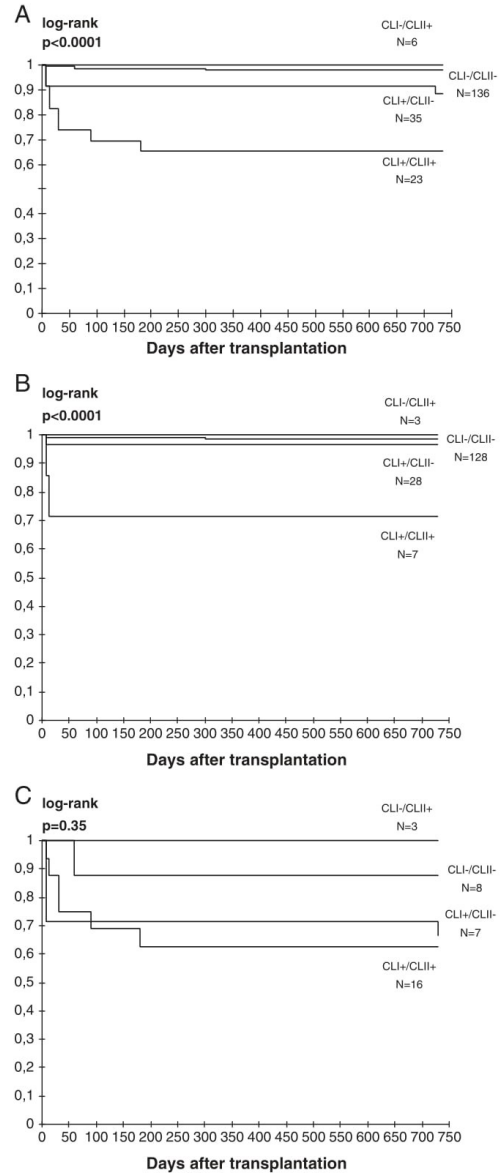 A
log-rank
p<0.0001
CLI-/CLII+
N=6
CLI-/CLII-
N=136
CLI+/CLII-
N=35
CLI+/CLII+
N=23
1
0,9
0,8
0,7
0,6
0,4
0,3
0,2
0,1
0
0 50 100 150 200 250 300 350 400 450 500 550 600 650 700 750
Days after transplantation
B
log-rank
p<0.0001
CLI-/CLII+
N=3
CLI-/CLII-
N=128
CLI+/CLII-
N=28
CLI+/CLII+
N=7
1
0,9
0,8
0,7
0,6
0,5
0,4
0,3
0,2
0,1
0
0 50 100 150 200 250 300 350 400 450 500 550 600 650 700 750
Days after transplantation
C
log-rank
p=0.35
CLI-/CLII+
N=3
CLI-/CLII-
N=8
CLI+/CLII-
N=7
CLI+/CLII+
N=16
1
0,9
0,8
0,7
0,6
0,5
0,4
0,3
0,2
0,1
0
0 50 100 150 200 250 300 350 400 450 500 550 600 650 700 750
Days after transplantation